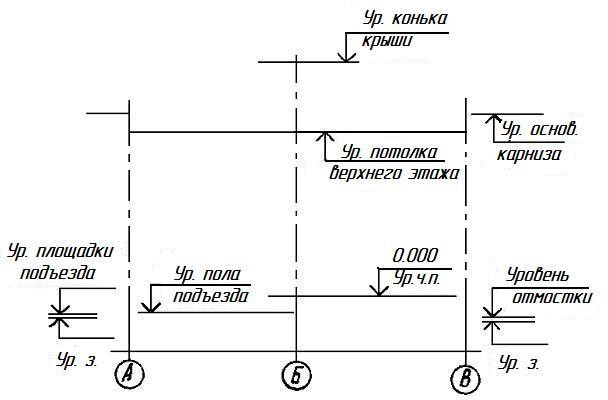 Ур. конька
крыши
Ур. основ.
карниза
Ур. потолка
верхнего этажа
Ур. площадки
подъезда
Ур. пола
подъезда
0.000
Ур.ч.п.
Уровень
отмостки
Ур. з.
Ур. з.
А
Б
В